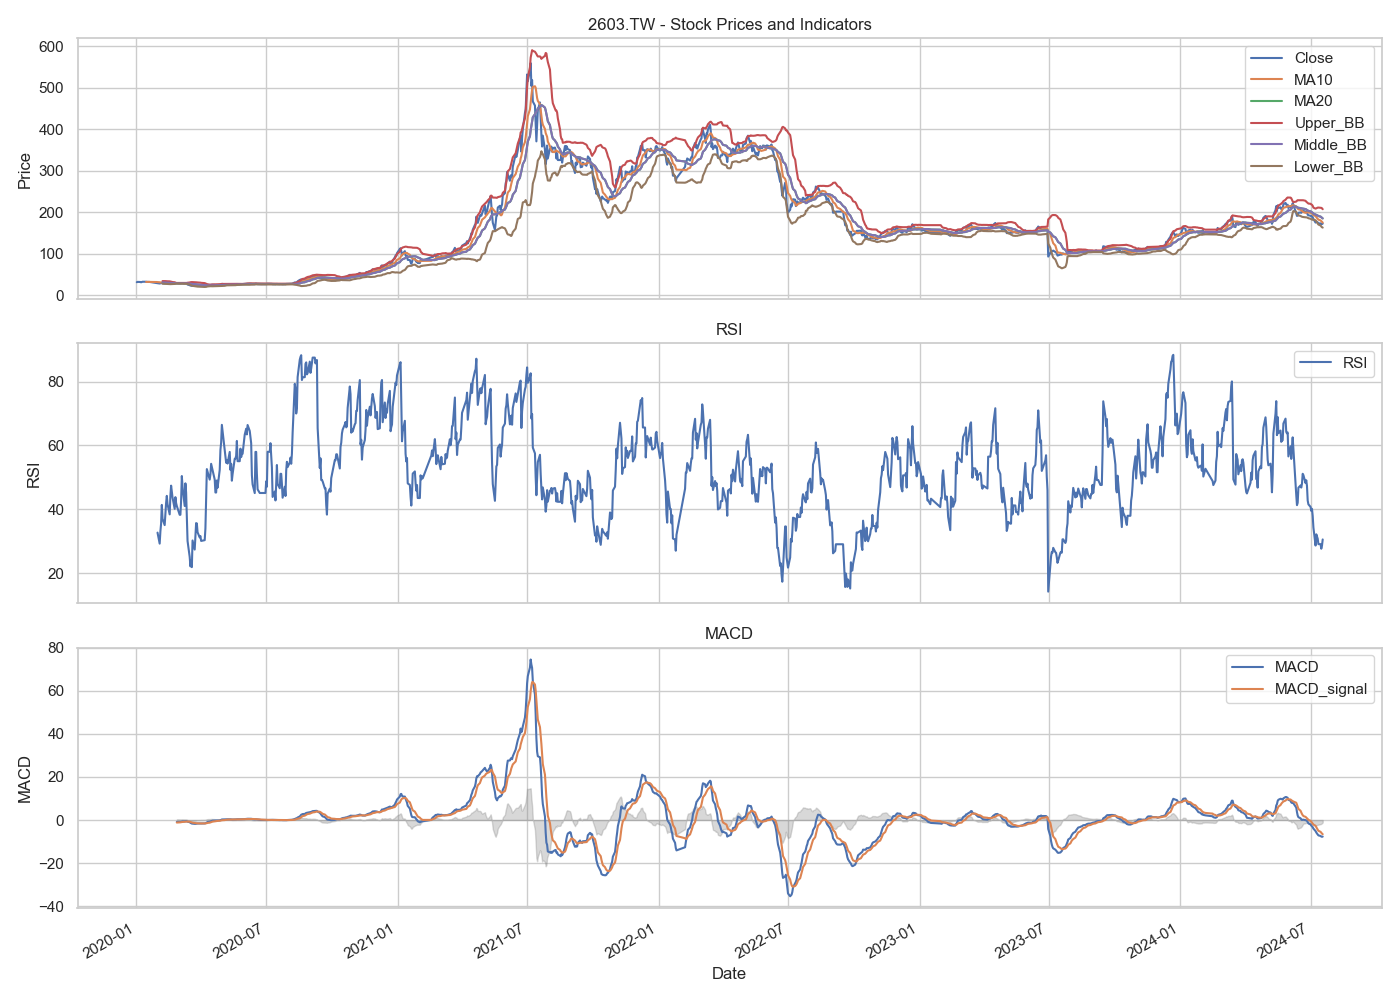 2603.TW - Stock Prices and Indicators
Price
600
500
400
300
200
100
0
Close
MA10
MA20
Upper_BB
Middle_BB
Lower_BB
RSI
RSI
80
60
40
20
RSI
MACD
MACD
80
60
40
20
0
−20
−40
MACD
MACD_signal
2020-01
2020-07
2021-01
2021-07
2022-01
2022-07
2023-01
2023-07
2024-01
2024-07
Date